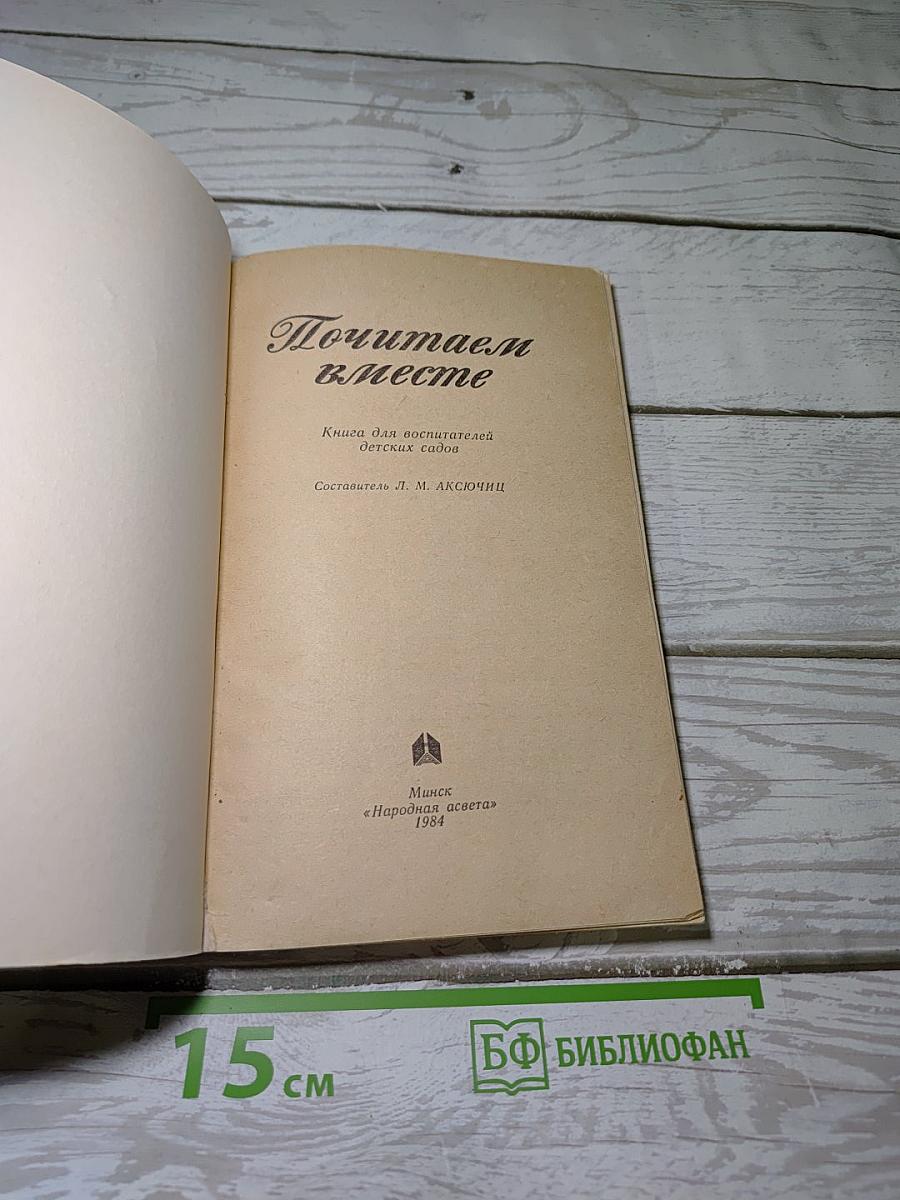 Почитаем
вместе
Книга для воспитателей
детских садов
Составитель Л. М. АКСЮЧИЦ
Минск
«Народная асвета»
1984
15 см
БФ БИБЛИОФАН